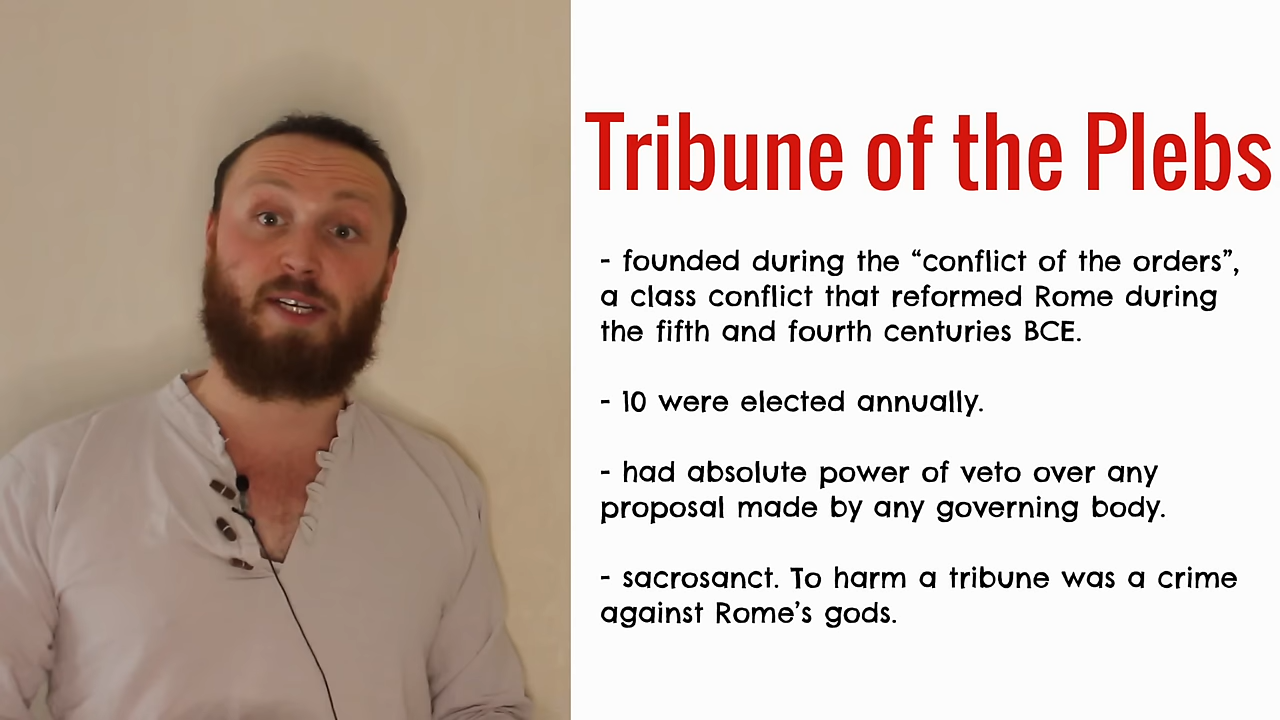 Tribune of the Plebs
- founded during the “conflict of the orders”,
a class conflict that reformed Rome during
the fifth and fourth centuries BCE.
- 10 were elected annually.
- had absolute power of veto over any
proposal made by any governing body.
- sacrosanct. To harm a tribune was a crime
against Rome’s gods.